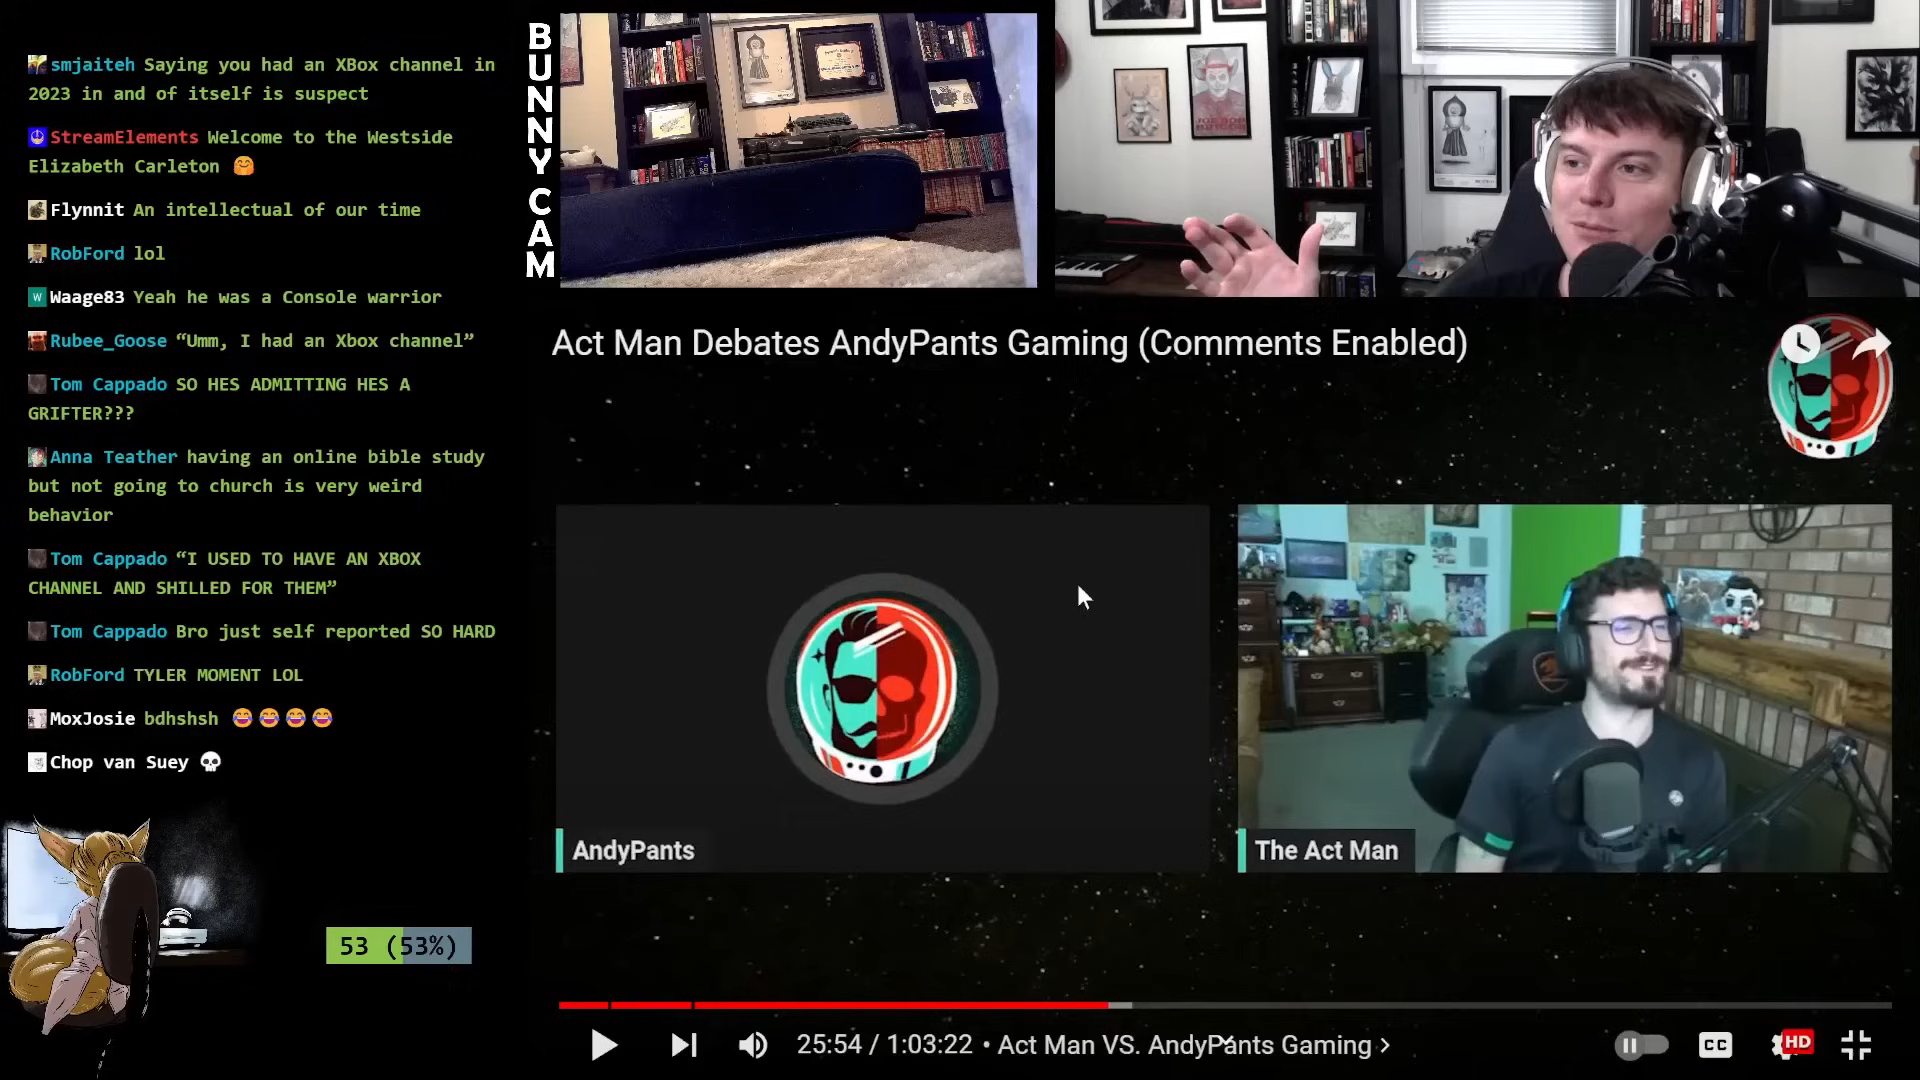 smjaiteh Saying you had an XBox channel in
2023 in and of itself is suspect
StreamElements Welcome to the Westside
Elizabeth Carleton 🤗
W
Flynnit An intellectual of our time
RobFord lol
Waage83 Yeah he was a Console warrior
Rubee_Goose “Umm, I had an Xbox channel”
Tom Cappado SO HES ADMITTING HES A
GRIFTER???
Anna Teather having an online bible study
but not going to church is very weird
behavior
Tom Cappado “I USED TO HAVE AN XBOX
CHANNEL AND SHILLED FOR THEM”
Tom Cappado Bro just self reported SO HARD
RobFord TYLER MOMENT LOL
MoxJosie bdhshsh 😂😂😂😂
Chop van Suey 💀
53 (53%)
BUNNY CAM
Act Man Debates AndyPants Gaming (Comments Enabled)
AndyPants
The Act Man
25:54 / 1:03:22 • Act Man VS. AndyPants Gaming ›
CC
HD